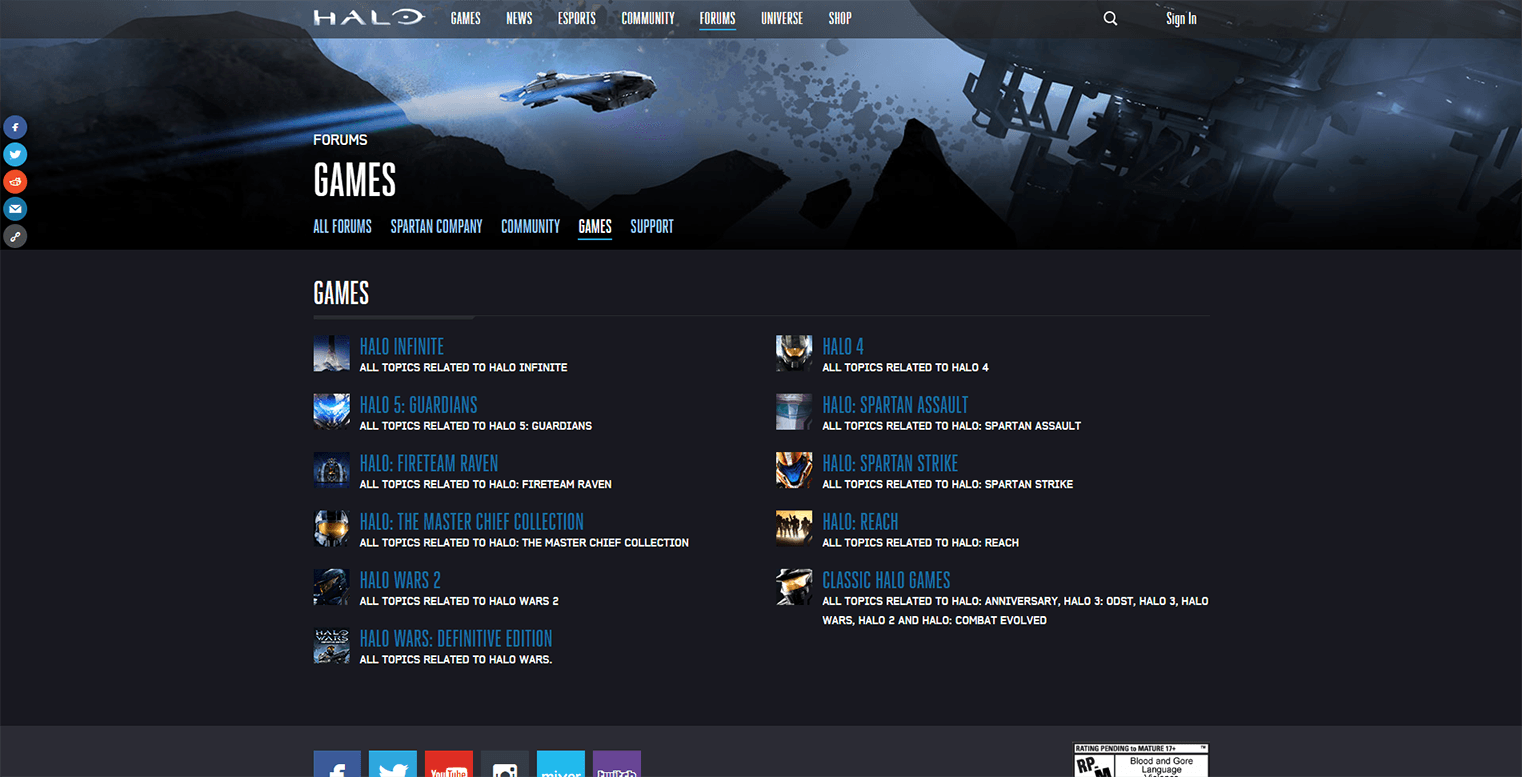 HALO GAMES NEWS ESPORTS COMMUNITY FORUMS UNIVERSE SHOP Sign In
FORUMS
GAMES
ALL FORUMS SPARTAN COMPANY COMMUNITY GAMES SUPPORT
GAMES
HALO INFINITE
ALL TOPICS RELATED TO HALO INFINITE
HALO 5: GUARDIANS
ALL TOPICS RELATED TO HALO 5: GUARDIANS
HALO: FIRETEAM RAVEN
ALL TOPICS RELATED TO HALO: FIRETEAM RAVEN
HALO: THE MASTER CHIEF COLLECTION
ALL TOPICS RELATED TO HALO: THE MASTER CHIEF COLLECTION
HALO WARS 2
ALL TOPICS RELATED TO HALO WARS 2
HALO WARS
HALO WARS: DEFINITIVE EDITION
ALL TOPICS RELATED TO HALO WARS.
HALO 4
ALL TOPICS RELATED TO HALO 4
HALO: SPARTAN ASSAULT
ALL TOPICS RELATED TO HALO: SPARTAN ASSAULT
HALO: SPARTAN STRIKE
ALL TOPICS RELATED TO HALO: SPARTAN STRIKE
HALO: REACH
ALL TOPICS RELATED TO HALO: REACH
CLASSIC HALO GAMES
ALL TOPICS RELATED TO HALO: ANNIVERSARY, HALO 3: ODST, HALO 3, HALO
WARS, HALO 2 AND HALO: COMBAT EVOLVED
YouTube mixer twitch
RATING PENDING to MATURE 17+ ™
RP-M
Blood and Gore
Language
Violence